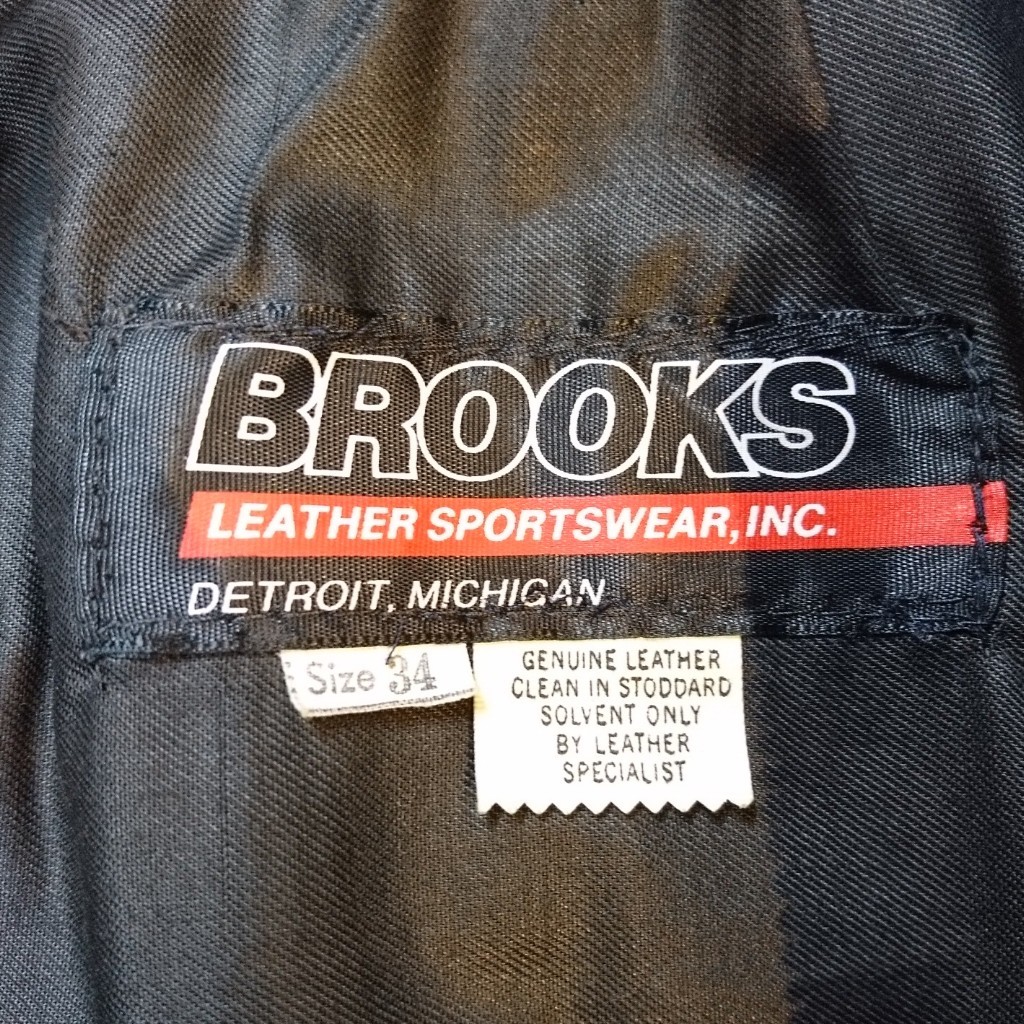 BROOKS
LEATHER SPORTSWEAR, INC.
DETROIT, MICHIGAN
Size 34
GENUINE LEATHER
CLEAN IN STODDARD
SOLVENT ONLY
BY LEATHER
SPECIALIST